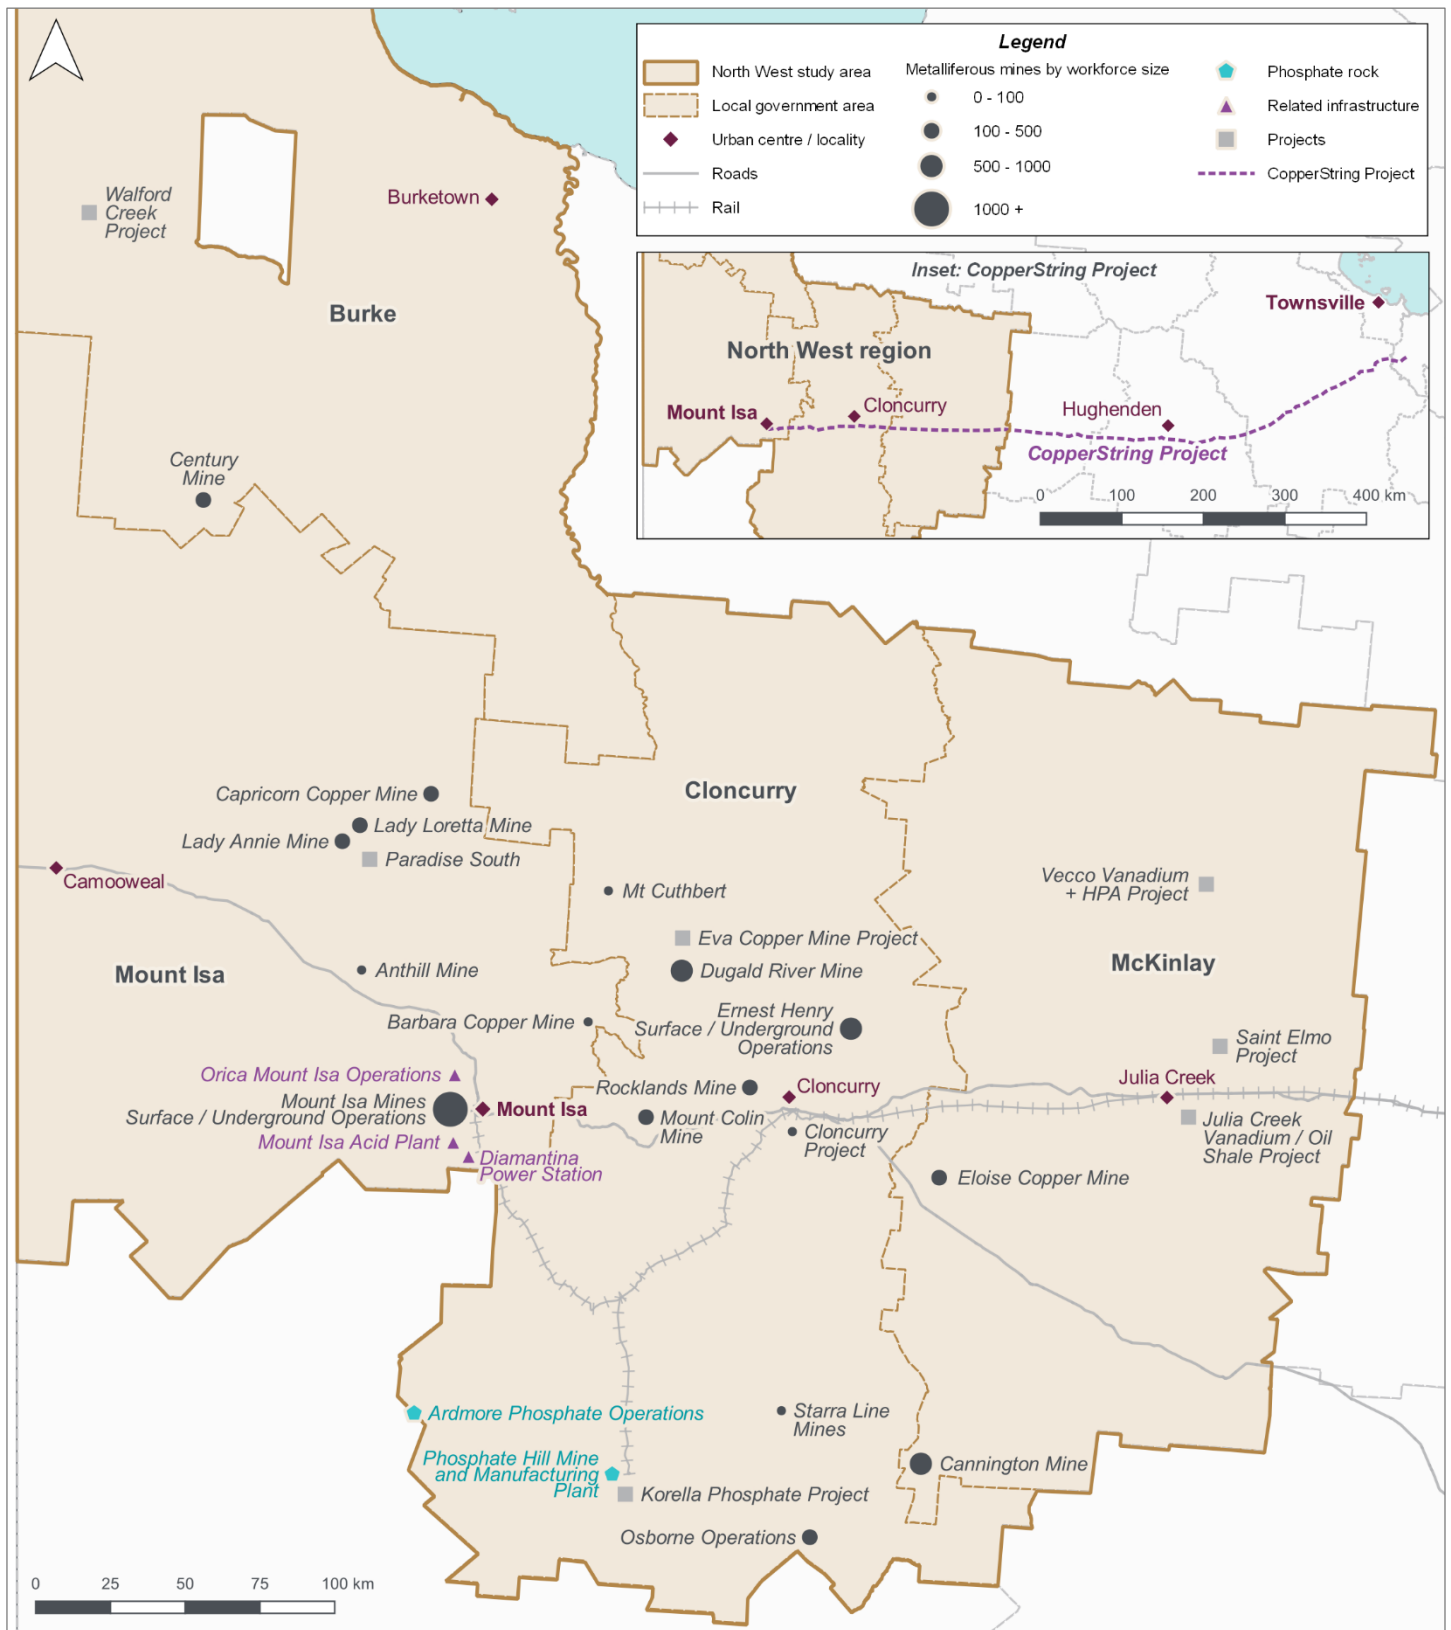 Legend
North West study area
Local government area
Urban centre / locality
Roads
Rail
Metalliferous mines by workforce size
0 - 100
100 - 500
500 - 1000
1000 +
Phosphate rock
Related infrastructure
Projects
CopperString Project
Inset: CopperString Project
Townsville
North West region
Mount Isa
Cloncurry
Hughenden
CopperString Project
0 100 200 300 400 km
Walford
Creek
Project
Burketown
Burke
Century
Mine
Capricorn Copper Mine
Lady Loretta Mine
Lady Annie Mine
Paradise South
Camooweal
Cloncurry
Mt Cuthbert
Vecco Vanadium
+ HPA Project
Eva Copper Mine Project
Dugald River Mine
McKinlay
Mount Isa
Anthill Mine
Barbara Copper Mine
Ernest Henry
Surface / Underground
Operations
Saint Elmo
Project
Orica Mount Isa Operations
Mount Isa Mines
Surface / Underground Operations
Mount Isa
Mount Isa Acid Plant
Diamantina
Power Station
Rocklands Mine
Cloncurry
Mount Colin
Mine
Cloncurry
Project
Julia Creek
Julia Creek
Vanadium / Oil
Shale Project
Eloise Copper Mine
Ardmore Phosphate Operations
Starra Line
Mines
Phosphate Hill Mine
and Manufacturing
Plant
Cannington Mine
Korella Phosphate Project
Osborne Operations
0 25 50 75 100 km